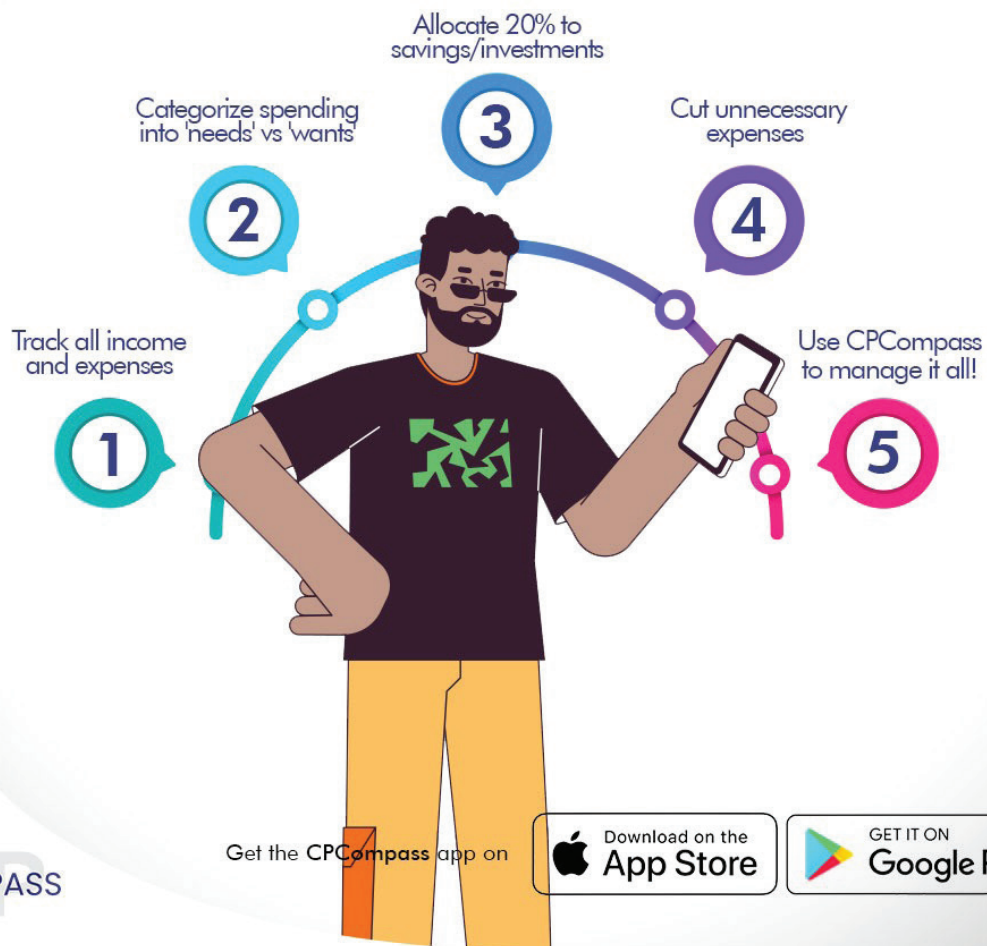 Allocate 20% to
savings/investments
3
Categorize spending
into 'needs' vs 'wants'
2
Cut unnecessary
expenses
4
Track all income
and expenses
1
Use CPCompass
to manage it all!
5
Get the CPCompass app on
Download on the
App Store
GET IT ON
Google